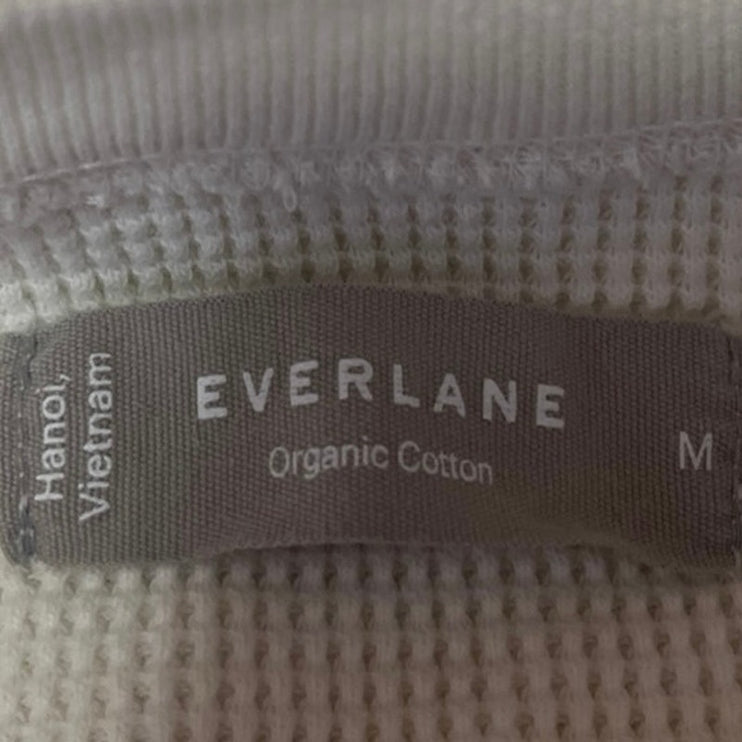 Hanoi,
Vietnam
EVERLANE
Organic Cotton
M